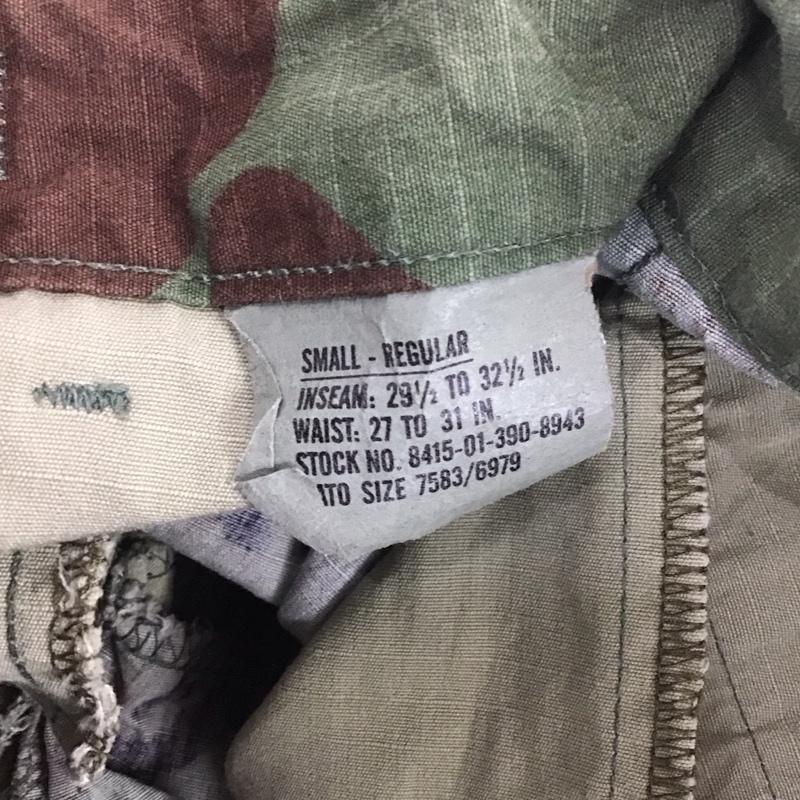 SMALL - REGULAR
INSEAM: 29½ TO 32½ IN.
WAIST: 27 TO 31 IN.
STOCK NO. 8415-01-390-8943
ATO SIZE 7583/6979